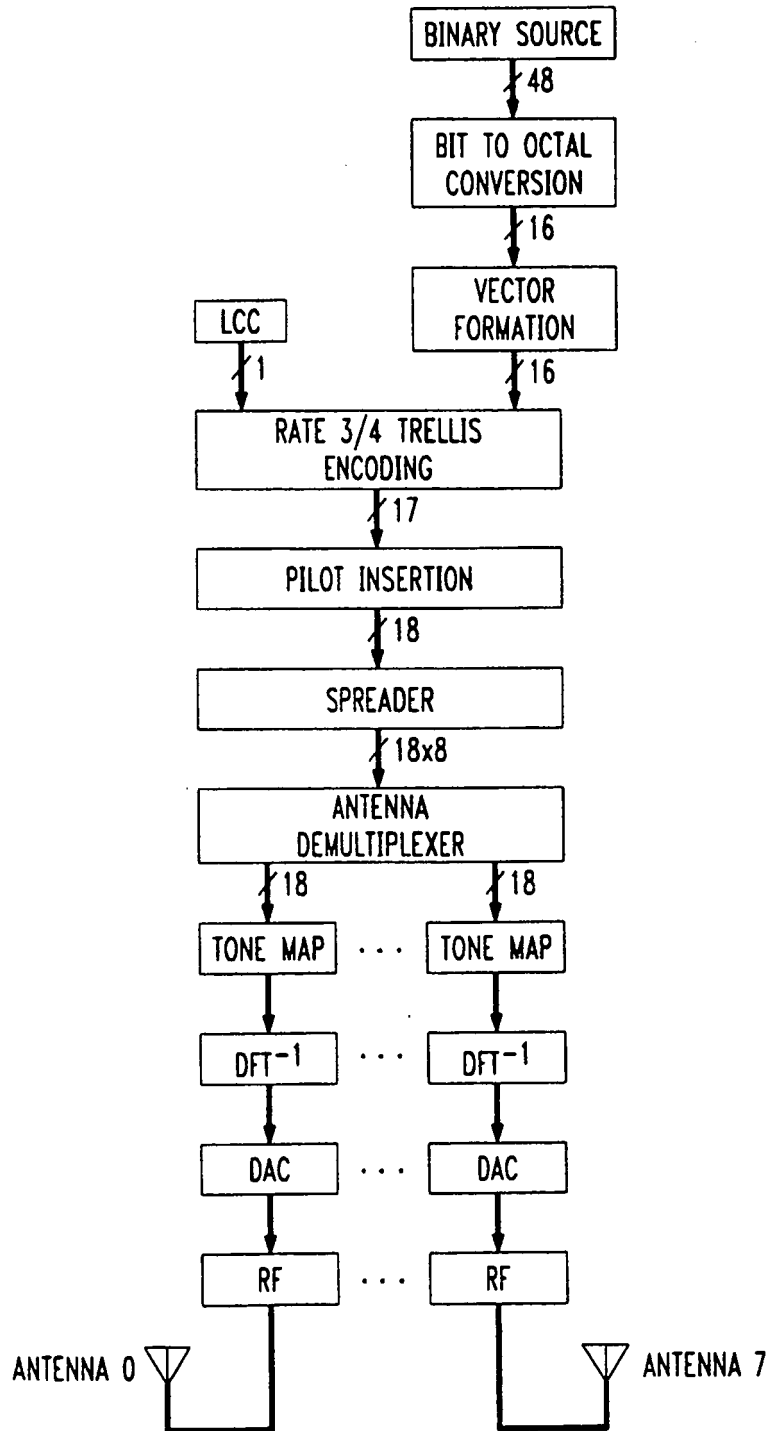 BINARY SOURCE
48
BIT TO OCTAL
CONVERSION
16
VECTOR
FORMATION
LCC
1
16
RATE 3/4 TRELLIS
ENCODING
17
PILOT INSERTION
18
SPREADER
18x8
ANTENNA
DEMULTIPLEXER
18 18
TONE MAP ... TONE MAP
DFT⁻¹ ... DFT⁻¹
DAC ... DAC
RF ... RF
ANTENNA 0 ANTENNA 7